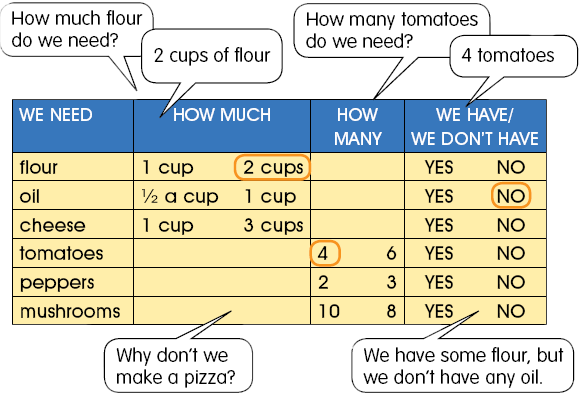 How much flour
do we need?
2 cups of flour
How many tomatoes
do we need?
4 tomatoes
WE NEED HOW MUCH HOW MANY WE HAVE/ WE DON'T HAVE
flour 1 cup 2 cups YES NO
oil ½ a cup 1 cup YES NO
cheese 1 cup 3 cups YES NO
tomatoes 4 6 YES NO
peppers 2 3 YES NO
mushrooms 10 8 YES NO
Why don't we
make a pizza?
We have some flour, but
we don't have any oil.